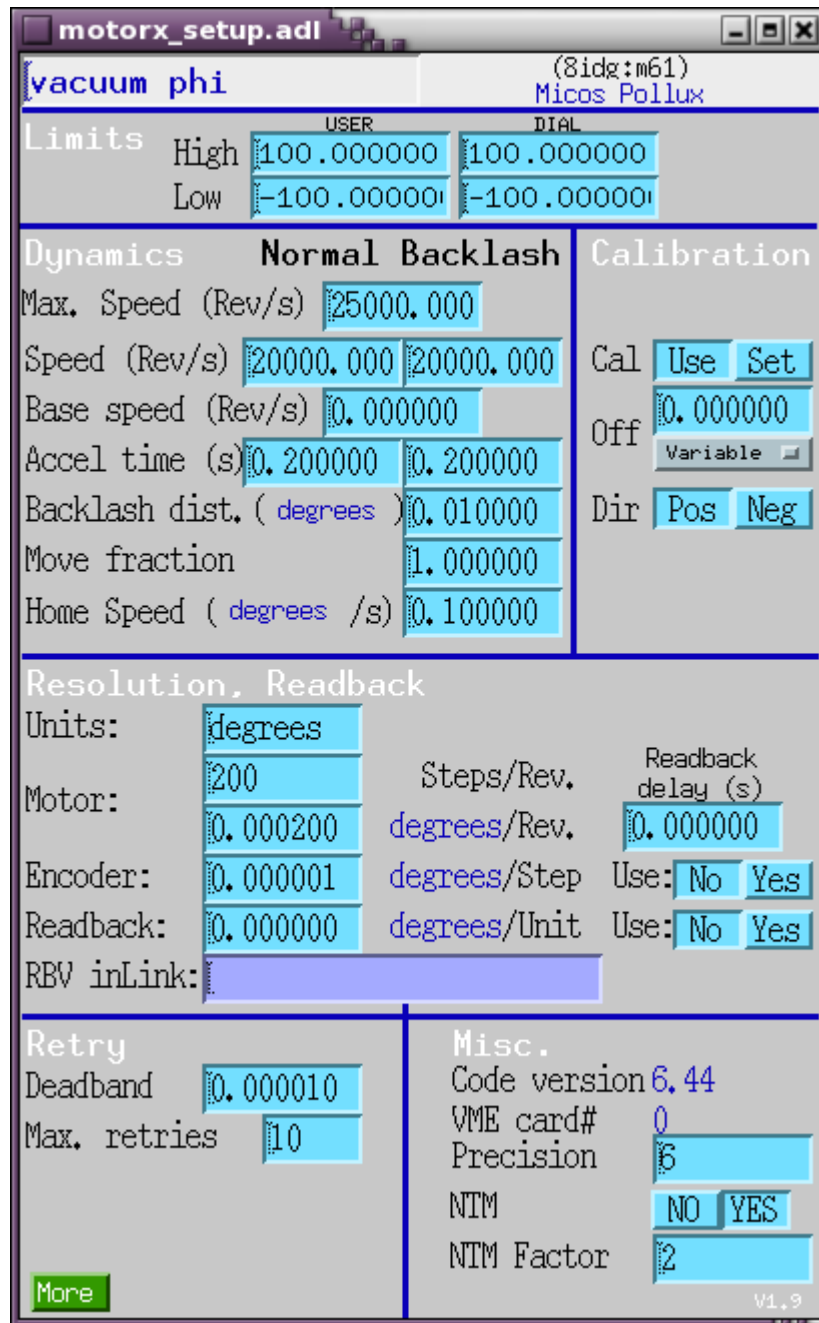 motorx_setup.adl
vacuum phi
(8idg:m61)
Micos Pollux
Limits
USER DIAL
High 100.000000 100.000000
Low -100.00000 -100.00000
Dynamics Normal Backlash
Max. Speed (Rev/s) 25000.000
Speed (Rev/s) 20000.000 20000.000
Base speed (Rev/s) 0.000000
Accel time (s) 0.200000 0.200000
Backlash dist. ( degrees ) 0.010000
Move fraction 1.000000
Home Speed ( degrees /s) 0.100000
Calibration
Cal Use Set
Off 0.000000
Variable
Dir Pos Neg
Resolution, Readback
Units: degrees
Motor: 200 Steps/Rev.
0.000200 degrees/Rev.
Readback
delay (s)
0.000000
Encoder: 0.000001 degrees/Step Use: No Yes
Readback: 0.000000 degrees/Unit Use: No Yes
RBV inLink:
Retry
Deadband 0.000010
Max. retries 10
More
Misc.
Code version 6.44
VME card# 0
Precision 6
NTM NO YES
NTM Factor 2
V1.9